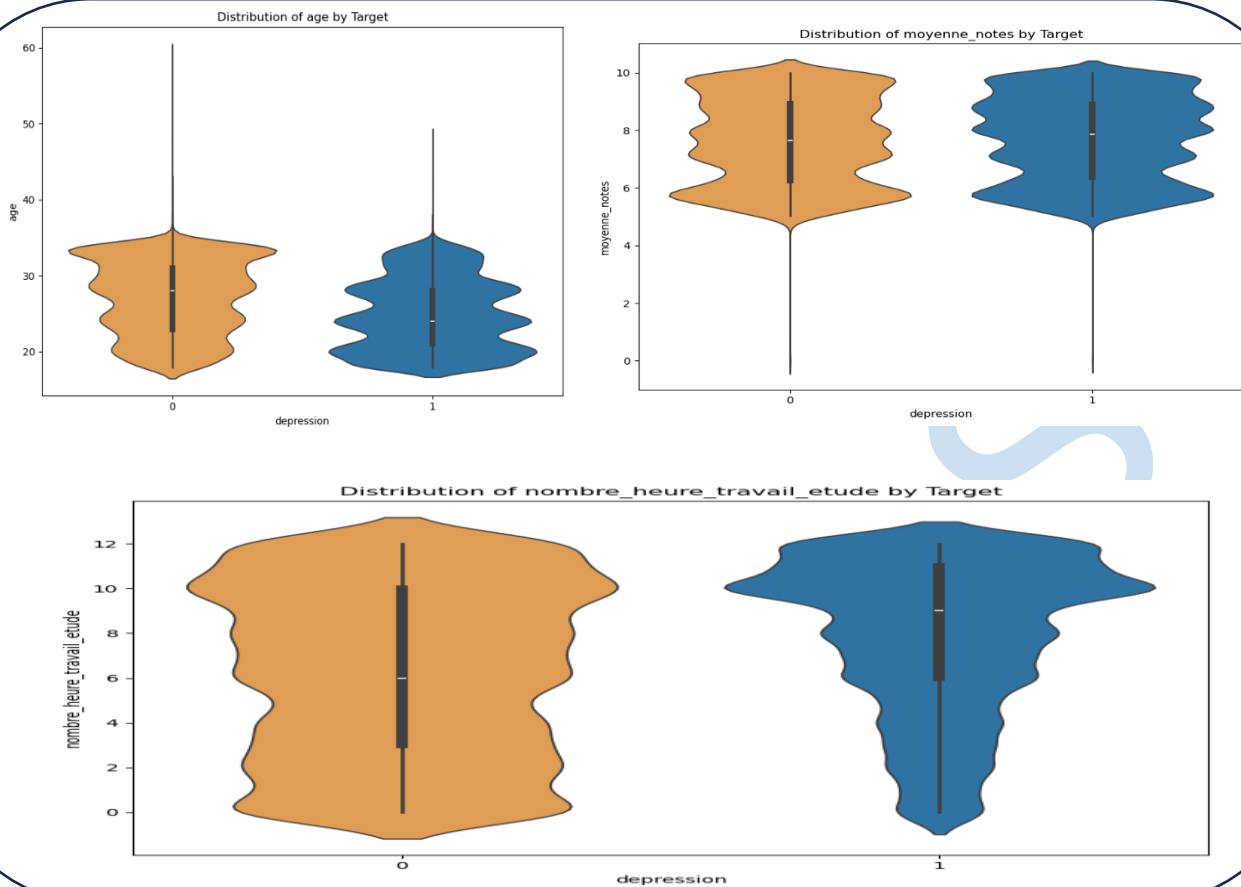 Distribution of age by Target
60
50
40
30
20
age
0
1
depression
Distribution of moyenne_notes by Target
10
8
6
4
2
0
moyenne_notes
0
1
depression
Distribution of nombre_heure_travail_etude by Target
12
10
8
6
4
2
0
nombre_heure_travail_etude
0
1
depression